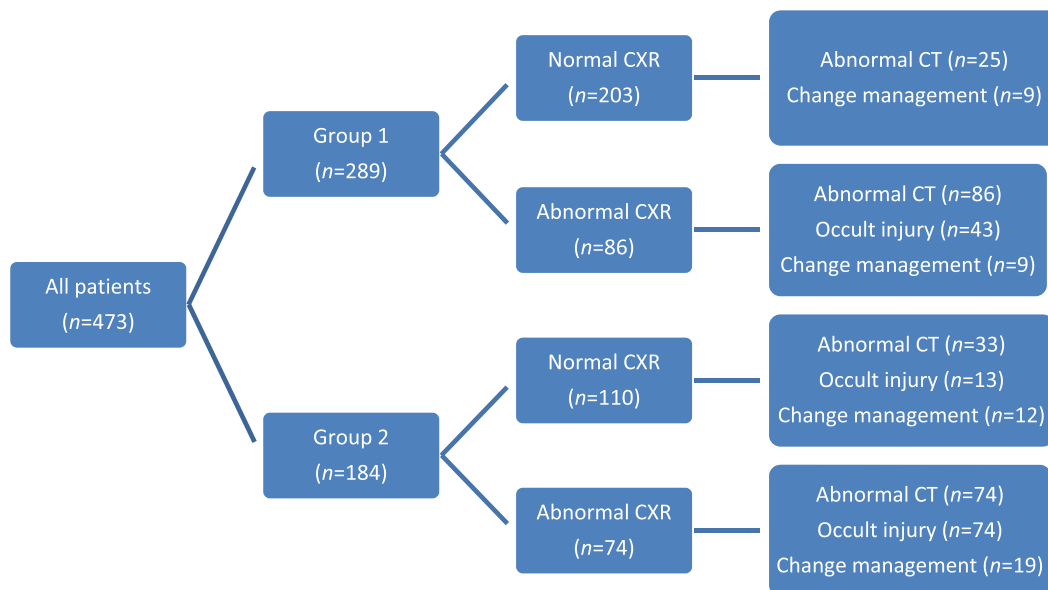 All patients
(n=473)
Group 1
(n=289)
Normal CXR
(n=203)
Abnormal CT (n=25)
Change management (n=9)
Abnormal CXR
(n=86)
Abnormal CT (n=86)
Occult injury (n=43)
Change management (n=9)
Group 2
(n=184)
Normal CXR
(n=110)
Abnormal CT (n=33)
Occult injury (n=13)
Change management (n=12)
Abnormal CXR
(n=74)
Abnormal CT (n=74)
Occult injury (n=74)
Change management (n=19)